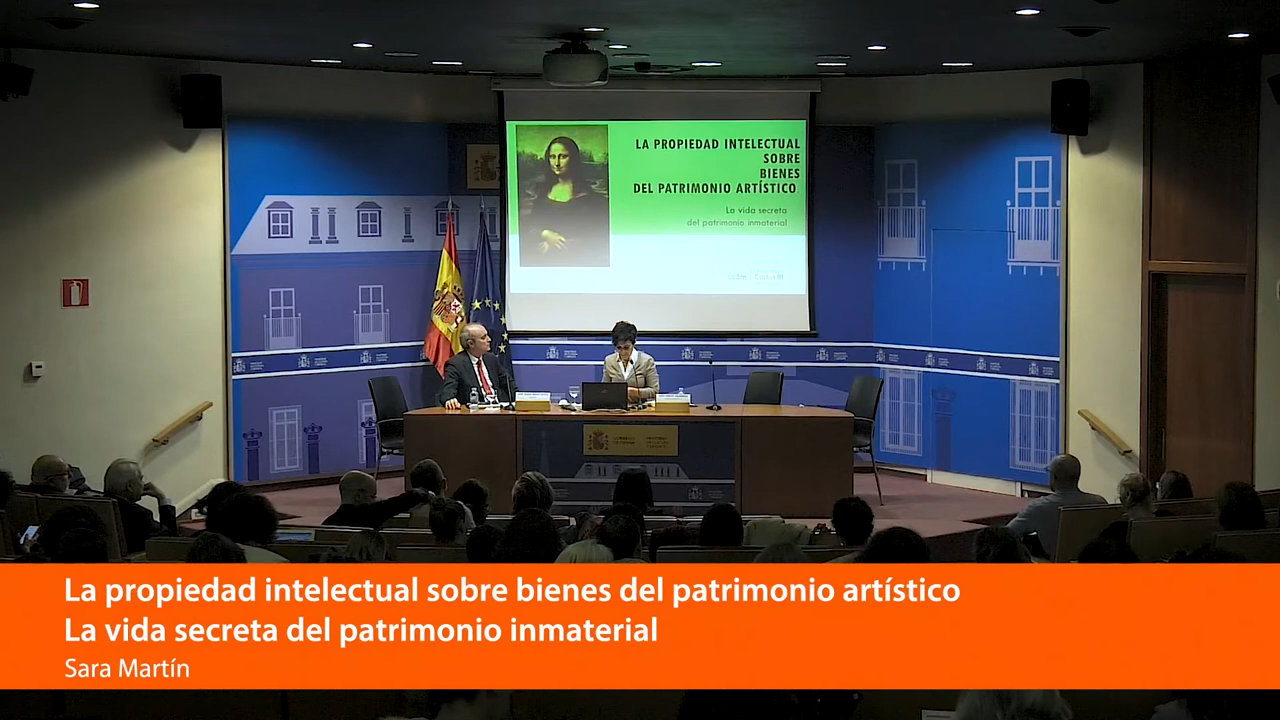 LA PROPIEDAD INTELECTUAL
SOBRE
BIENES
DEL PATRIMONIO ARTÍSTICO
La vida secreta
del patrimonio inmaterial
La propiedad intelectual sobre bienes del patrimonio artístico
La vida secreta del patrimonio inmaterial
Sara Martín